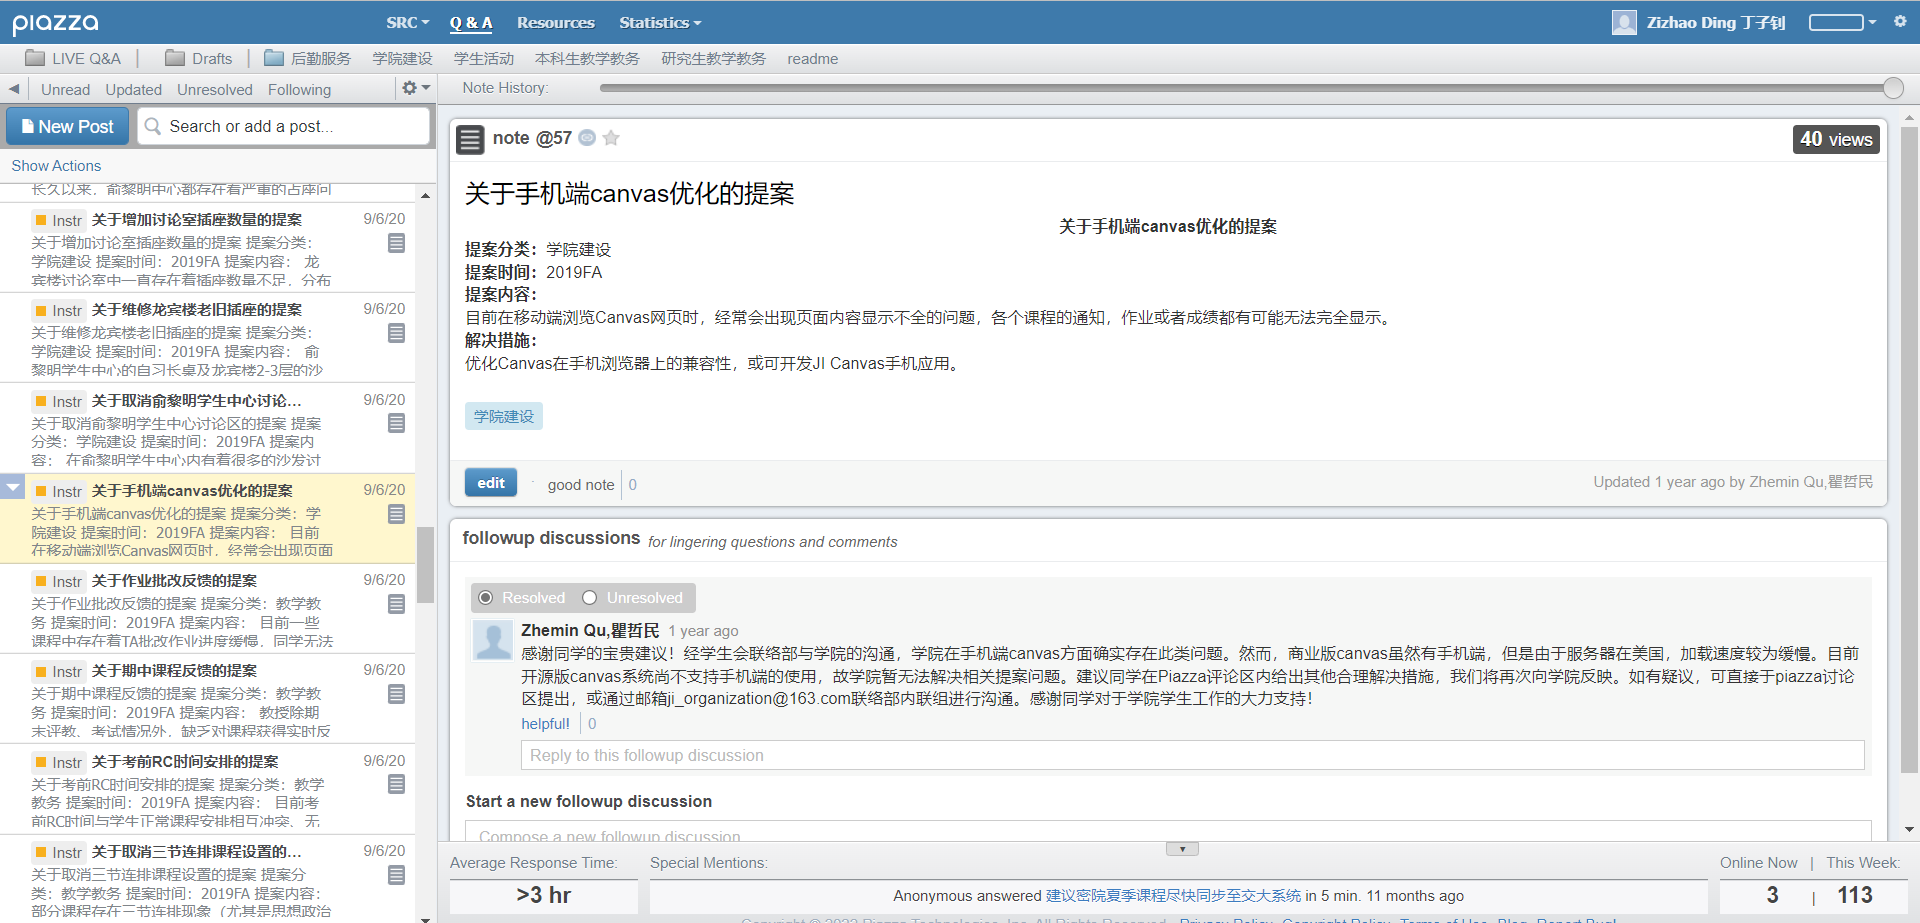 piazza
SRC Q & A Resources Statistics
Zizhao Ding 丁子钊
LIVE Q&A | Drafts | 后勤服务 学院建设 学生活动 本科生教学教务 研究生教学教务 readme
Unread Updated Unresolved Following
Note History:
New Post
Search or add a post…
Show Actions
长久以来，俞黎明中心都存在着严重的占座问
Instr 关于增加讨论室插座数量的提案 9/6/20
关于增加讨论室插座数量的提案 提案分类：
学院建设 提案时间：2019FA 提案内容： 龙
宾楼讨论室中一直存在着插座数量不足，分布
Instr 关于维修龙宾楼老旧插座的提案 9/6/20
关于维修龙宾楼老旧插座的提案 提案分类：
学院建设 提案时间：2019FA 提案内容： 俞
黎明学生中心的自习长桌及龙宾楼2-3层的沙
Instr 关于取消俞黎明学生中心讨论... 9/6/20
关于取消俞黎明学生中心讨论区的提案 提案
分类：学院建设 提案时间：2019FA 提案内
容： 在俞黎明学生中心内有着很多的沙发讨
Instr 关于手机端canvas优化的提案 9/6/20
关于手机端canvas优化的提案 提案分类：学
院建设 提案时间：2019FA 提案内容： 目前
在移动端浏览Canvas网页时，经常会出现页面
Instr 关于作业批改反馈的提案 9/6/20
关于作业批改反馈的提案 提案分类：教学教
务 提案时间：2019FA 提案内容： 目前一些
课程中存在着TA批改作业进度缓慢，同学无法
Instr 关于期中课程反馈的提案 9/6/20
关于期中课程反馈的提案 提案分类：教学教
务 提案时间：2019FA 提案内容： 教授除期
末评教、考试情况外，缺乏对课程获得实时反
Instr 关于考前RC时间安排的提案 9/6/20
关于考前RC时间安排的提案 提案分类：教学
教务 提案时间：2019FA 提案内容： 目前考
前RC时间与学生正常课程安排相互冲突，无
Instr 关于取消三节连排课程设置的... 9/6/20
关于取消三节连排课程设置的提案 提案分
类：教学教务 提案时间：2019FA 提案内容：
部分课程存在三节连排现象（尤其是思想政治
note @57
40 views
关于手机端canvas优化的提案
关于手机端canvas优化的提案
提案分类：学院建设
提案时间：2019FA
提案内容：
目前在移动端浏览Canvas网页时，经常会出现页面内容显示不全的问题，各个课程的通知，作业或者成绩都有可能无法完全显示。
解决措施：
优化Canvas在手机浏览器上的兼容性，或可开发JI Canvas手机应用。
学院建设
edit · good note | 0
Updated 1 year ago by Zhemin Qu,瞿哲民
followup discussions for lingering questions and comments
Resolved Unresolved
Zhemin Qu,瞿哲民 1 year ago
感谢同学的宝贵建议！经学生会联络部与学院的沟通，学院在手机端canvas方面确实存在此类问题。然而，商业版canvas虽然有手机端，但是由于服务器在美国，加载速度较为缓慢。目前
开源版canvas系统尚不支持手机端的使用，故学院暂无法解决相关提案问题。建议同学在Piazza评论区内给出其他合理解决措施，我们将再次向学院反映。如有疑议，可直接于piazza讨论
区提出，或通过邮箱ji_organization@163.com联络部内联组进行沟通。感谢同学对于学院学生工作的大力支持！
helpful! | 0
Reply to this followup discussion
Start a new followup discussion
Compose a new followup discussion
Average Response Time: Special Mentions: Online Now | This Week:
>3 hr Anonymous answered 建议密院夏季课程尽快同步至交大系统 in 5 min. 11 months ago 3 | 113
Copyright © 2022 Piazza Technologies, Inc. All Rights Reserved. Privacy Policy Copyright Policy Terms of Use Blog Report Bug!